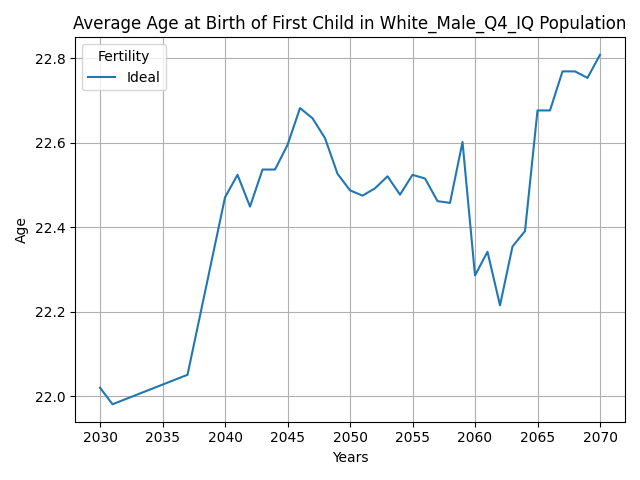 Average Age at Birth of First Child in White_Male_Q4_IQ Population
Fertility
Ideal
Age
22.8
22.6
22.4
22.2
22.0
2030 2035 2040 2045 2050 2055 2060 2065 2070
Years